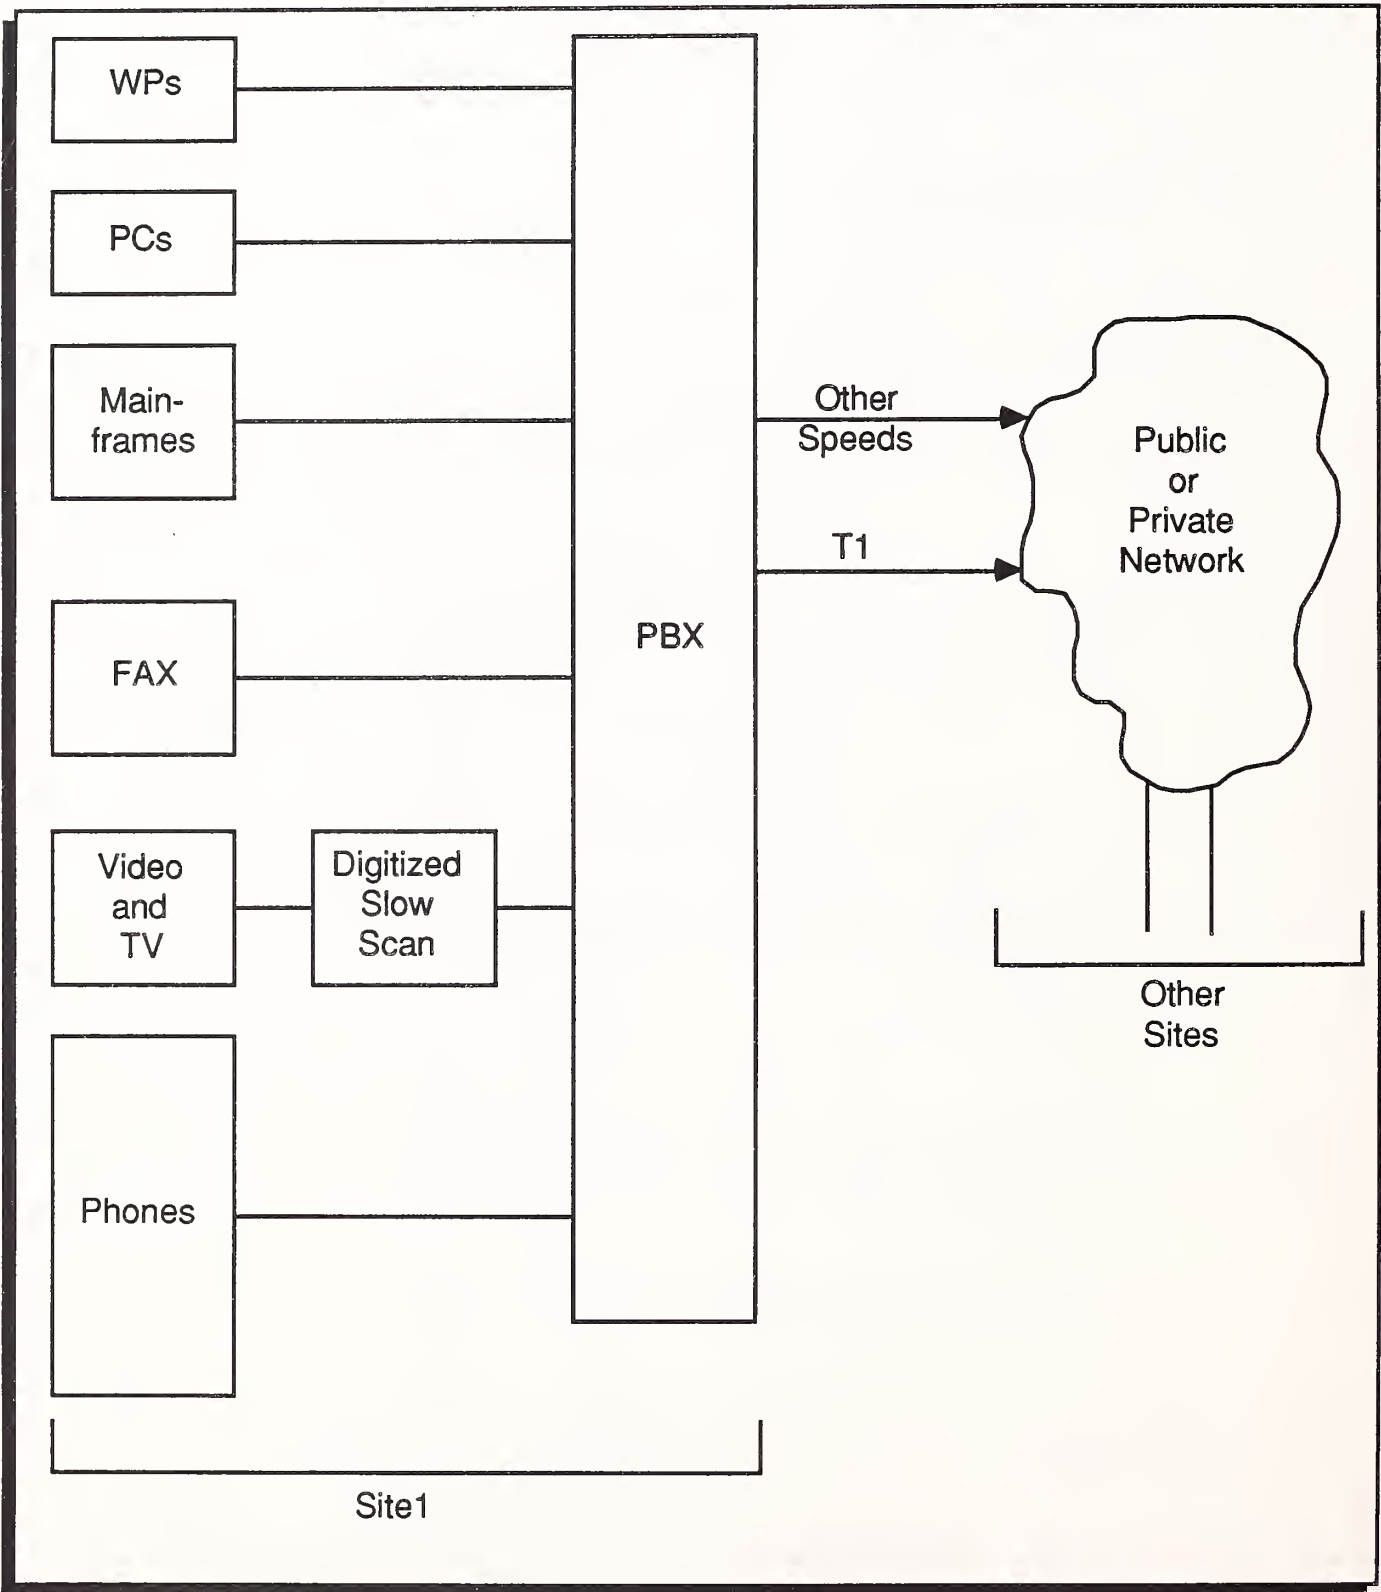 WPs
PCs
Main-
frames
FAX
Video
and
TV
Digitized
Slow
Scan
Phones
PBX
Other
Speeds
T1
Public
or
Private
Network
Other
Sites
Site1